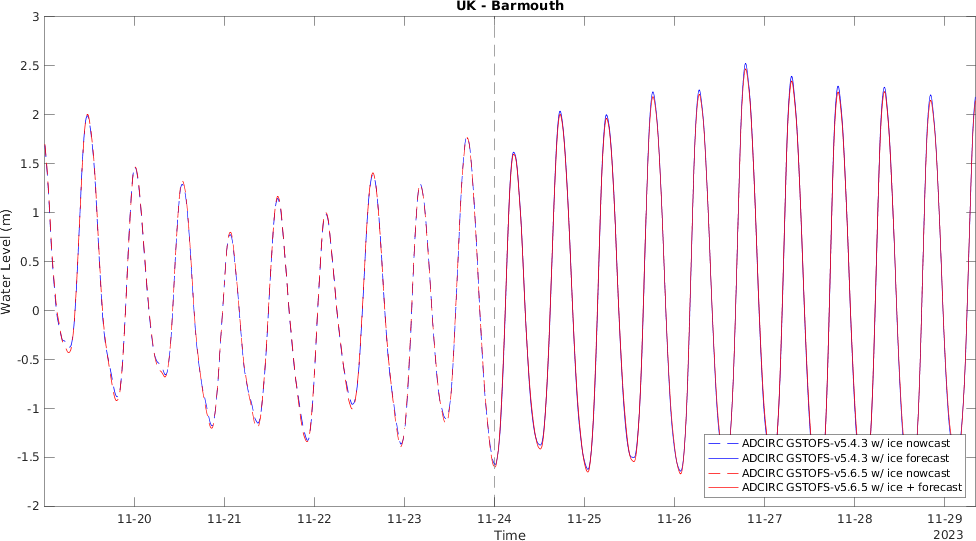 UK - Barmouth
3
2.5
2
1.5
1
0.5
0
-0.5
-1
-1.5
-2
Water Level (m)
11-20 11-21 11-22 11-23 11-24 11-25 11-26 11-27 11-28 11-29
2023
Time
ADCIRC GSTOFS-v5.4.3 w/ ice nowcast
ADCIRC GSTOFS-v5.4.3 w/ ice forecast
ADCIRC GSTOFS-v5.6.5 w/ ice nowcast
ADCIRC GSTOFS-v5.6.5 w/ ice + forecast